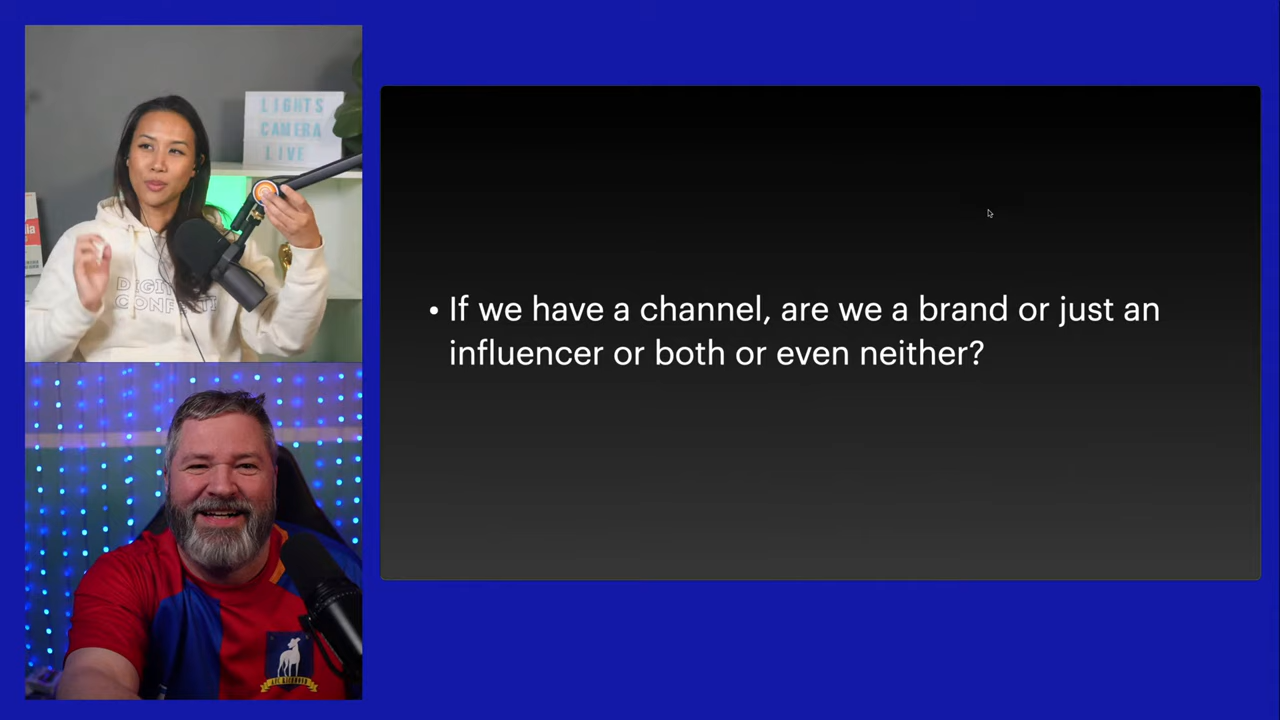 LIGHTS
CAMERA
LIVE
• If we have a channel, are we a brand or just an
influencer or both or even neither?